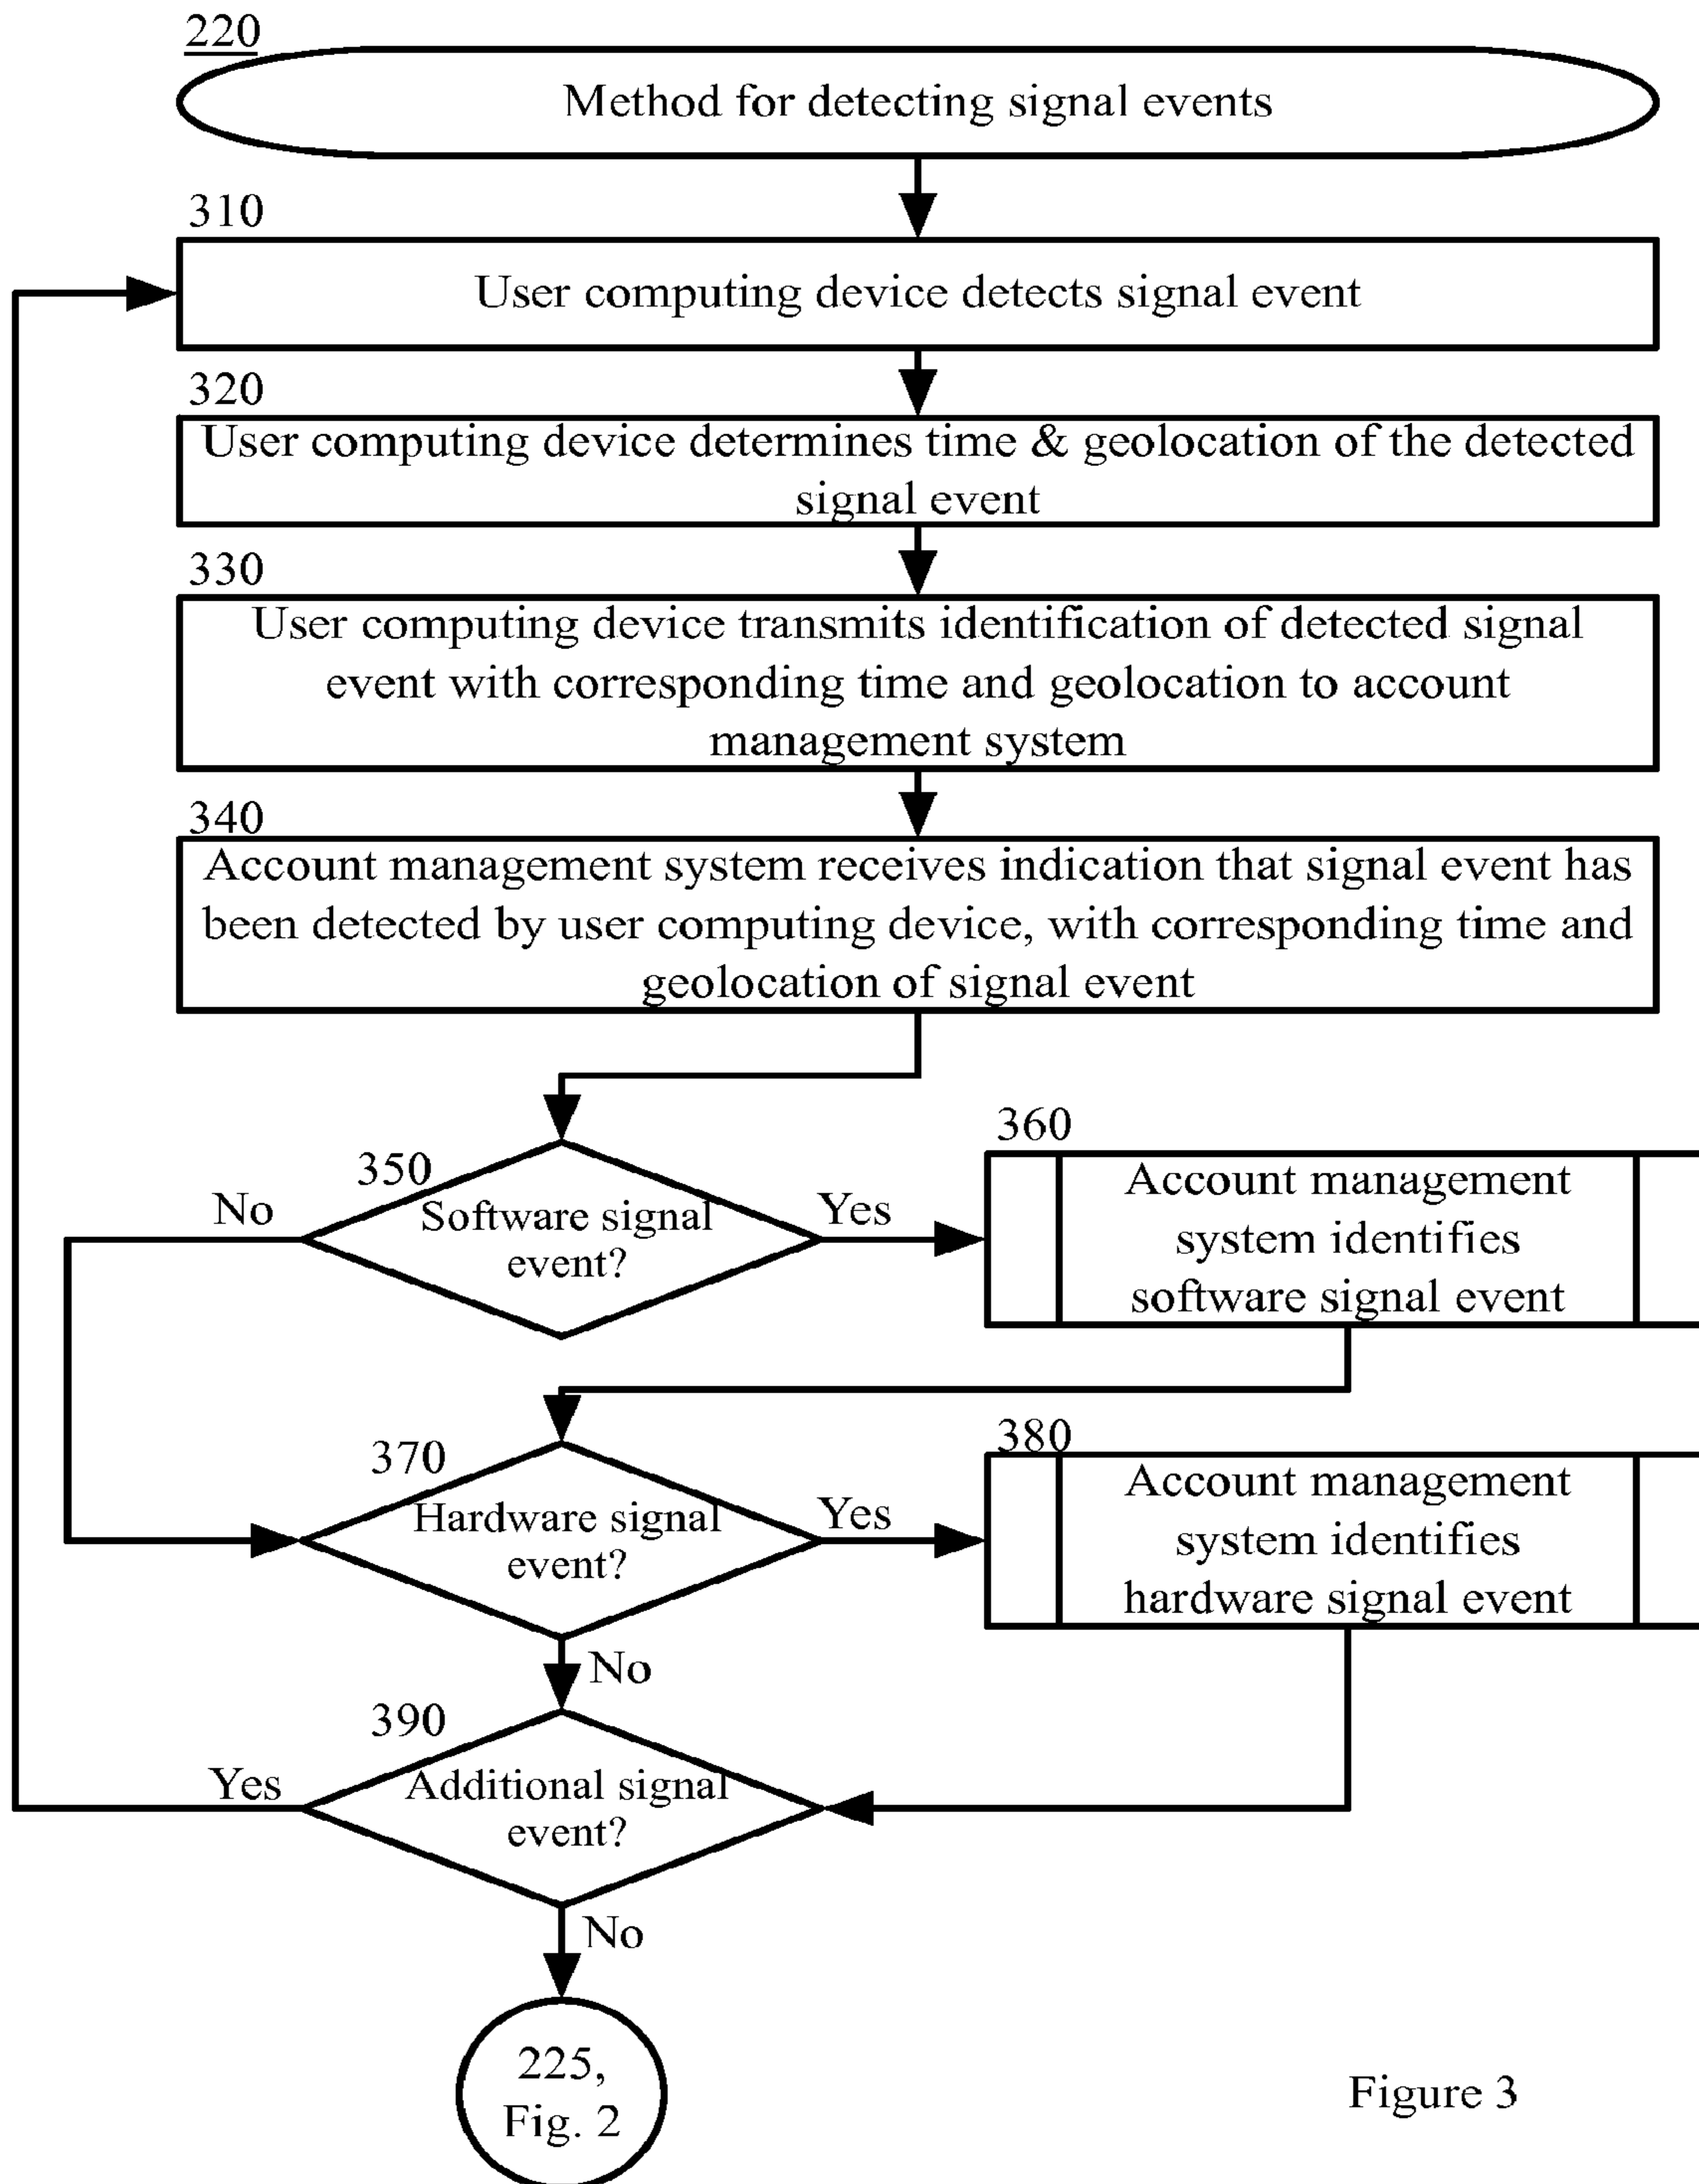 220
Method for detecting signal events
310
User computing device detects signal event
320
User computing device determines time & geolocation of the detected
signal event
330
User computing device transmits identification of detected signal
event with corresponding time and geolocation to account
management system
340
Account management system receives indication that signal event has
been detected by user computing device, with corresponding time and
geolocation of signal event
350
No
Software signal
event?
Yes
360
Account management
system identifies
software signal event
370
Hardware signal
event?
Yes
No
380
Account management
system identifies
hardware signal event
390
Yes
Additional signal
event?
No
225,
Fig. 2
Figure 3